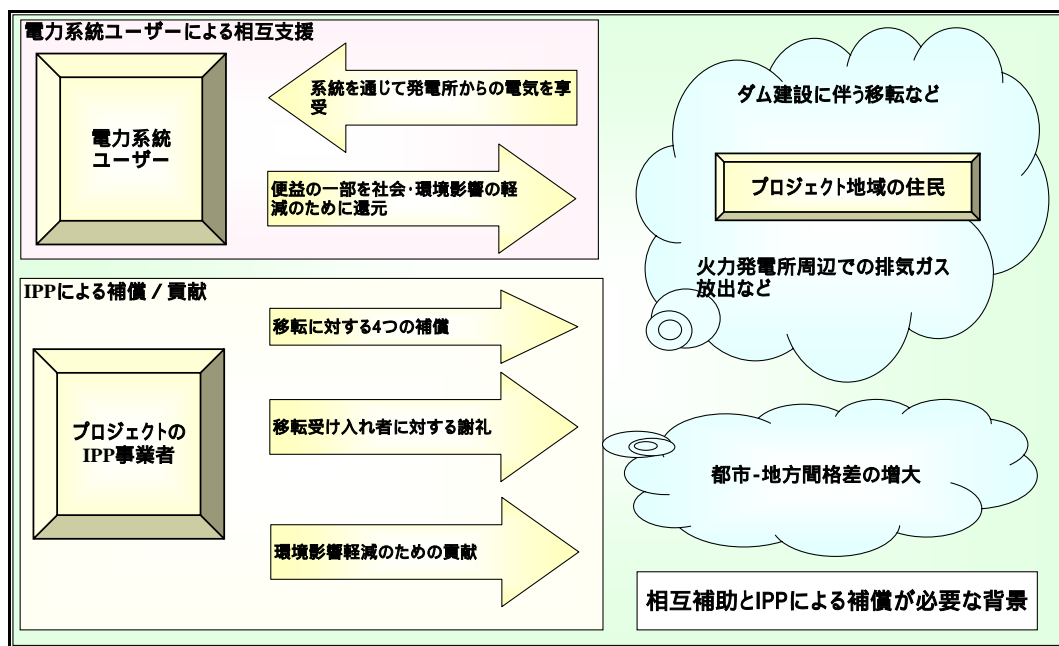 電力系統ユーザーによる相互支援
電力系統
ユーザー
系統を通じて発電所からの電気を享
受
便益の一部を社会・環境影響の軽
減のために還元
IPPによる補償／貢献
プロジェクトの
IPP事業者
移転に対する4つの補償
移転受け入れ者に対する謝礼
環境影響軽減のための貢献
ダム建設に伴う移転など
プロジェクト地域の住民
火力発電所周辺での排気ガス
放出など
都市-地方間格差の増大
相互補助とIPPによる補償が必要な背景